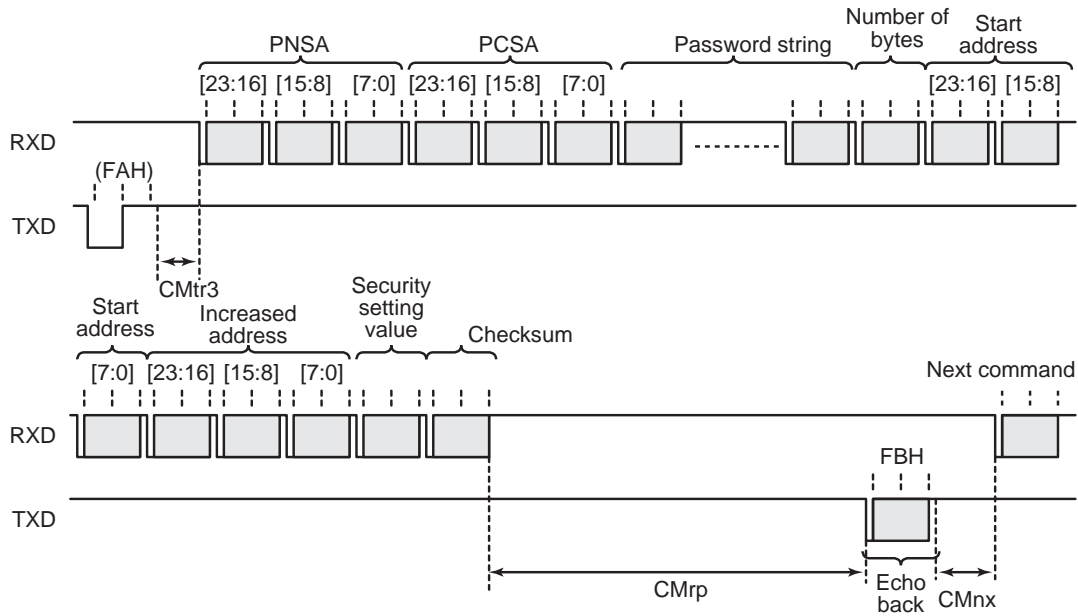 PNSA PCSA Password string Number of bytes Start address
[23:16] [15:8] [7:0] [23:16] [15:8] [7:0] [23:16] [15:8]
RXD
(FAH)
TXD
CMtr3
Start address Increased address Security setting value Checksum
[7:0] [23:16] [15:8] [7:0] Next command
RXD
FBH
TXD
CMrp Echo back CMnx